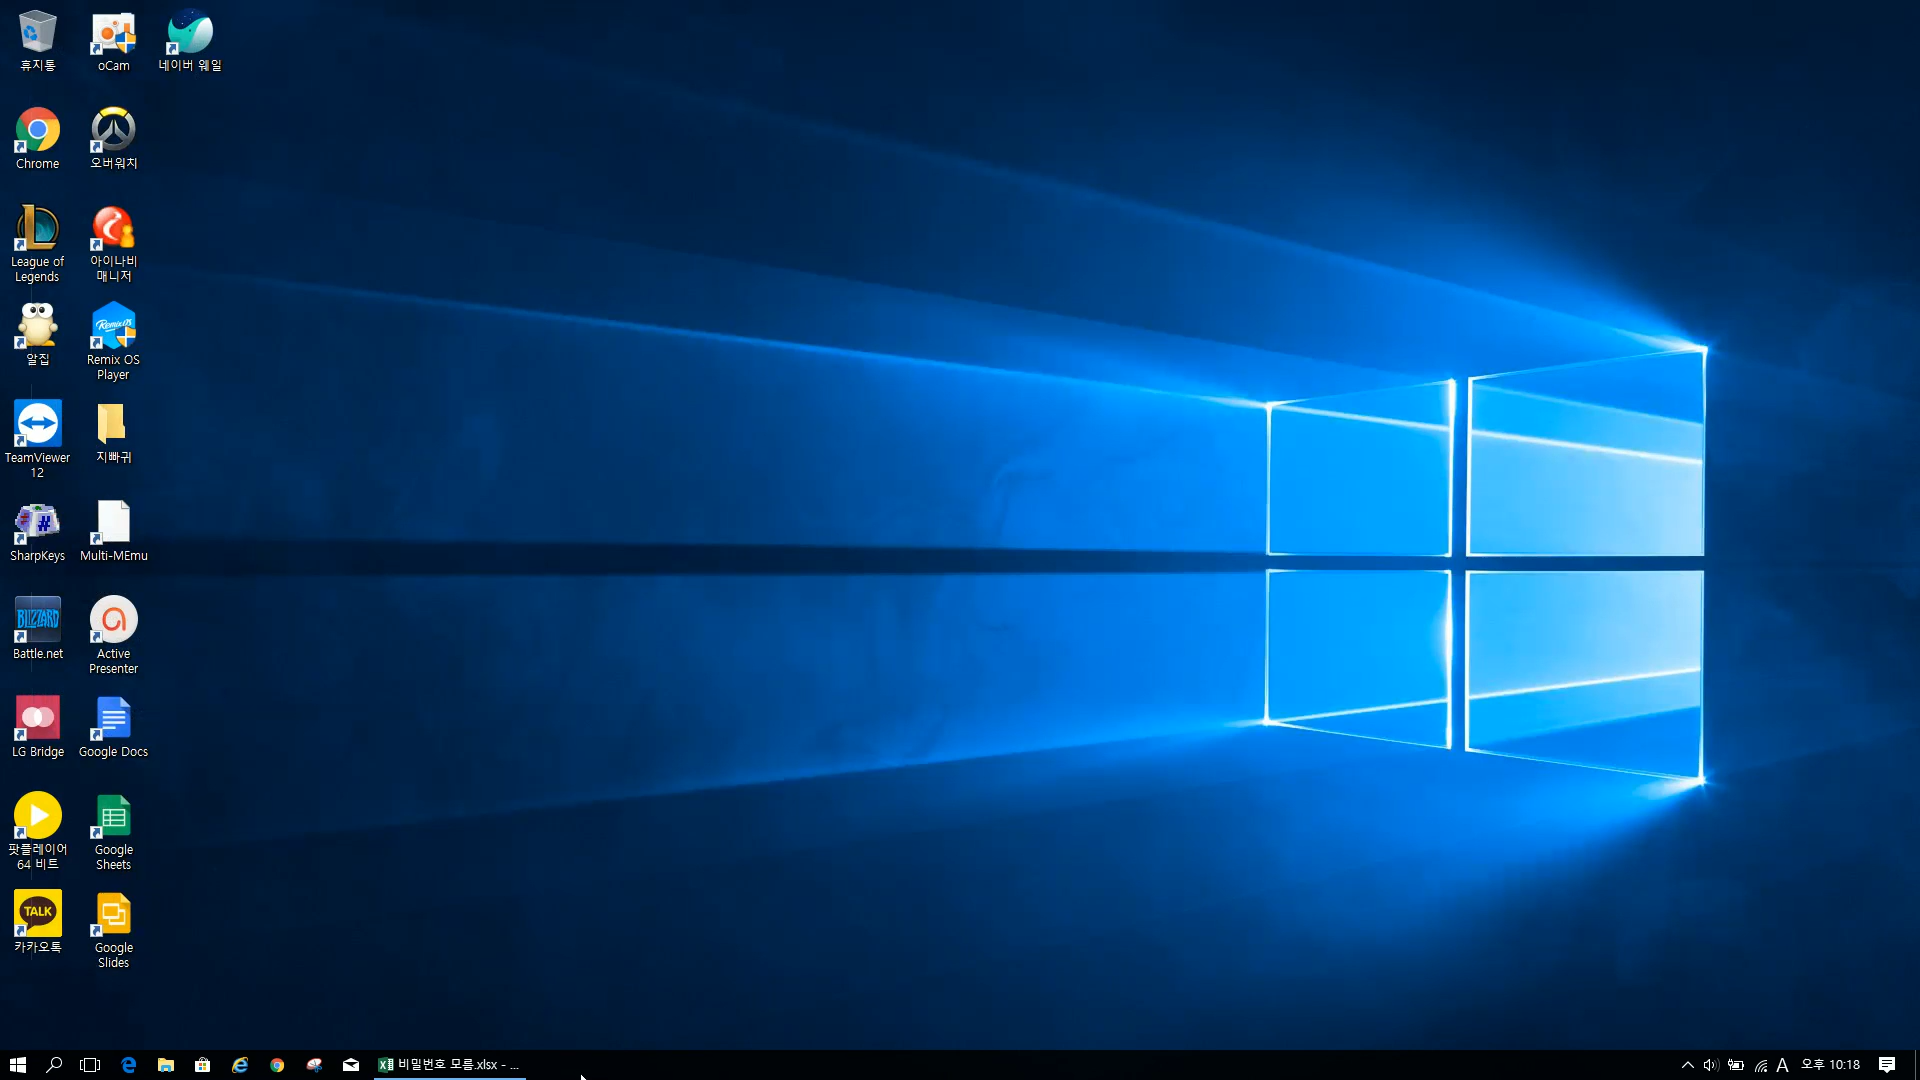 휴지통
oCam
네이버 웨일
Chrome
오버워치
League of
Legends
아이나비
매니저
알집
Remix OS
Player
TeamViewer
12
지빠귀
SharpKeys
Multi-MEmu
BLIZZARD
Battle.net
Active
Presenter
LG Bridge
Google Docs
팟플레이어
64 비트
Google
Sheets
TALK
카카오톡
Google
Slides
비밀번호 모름.xlsx - ...
A
오후 10:18